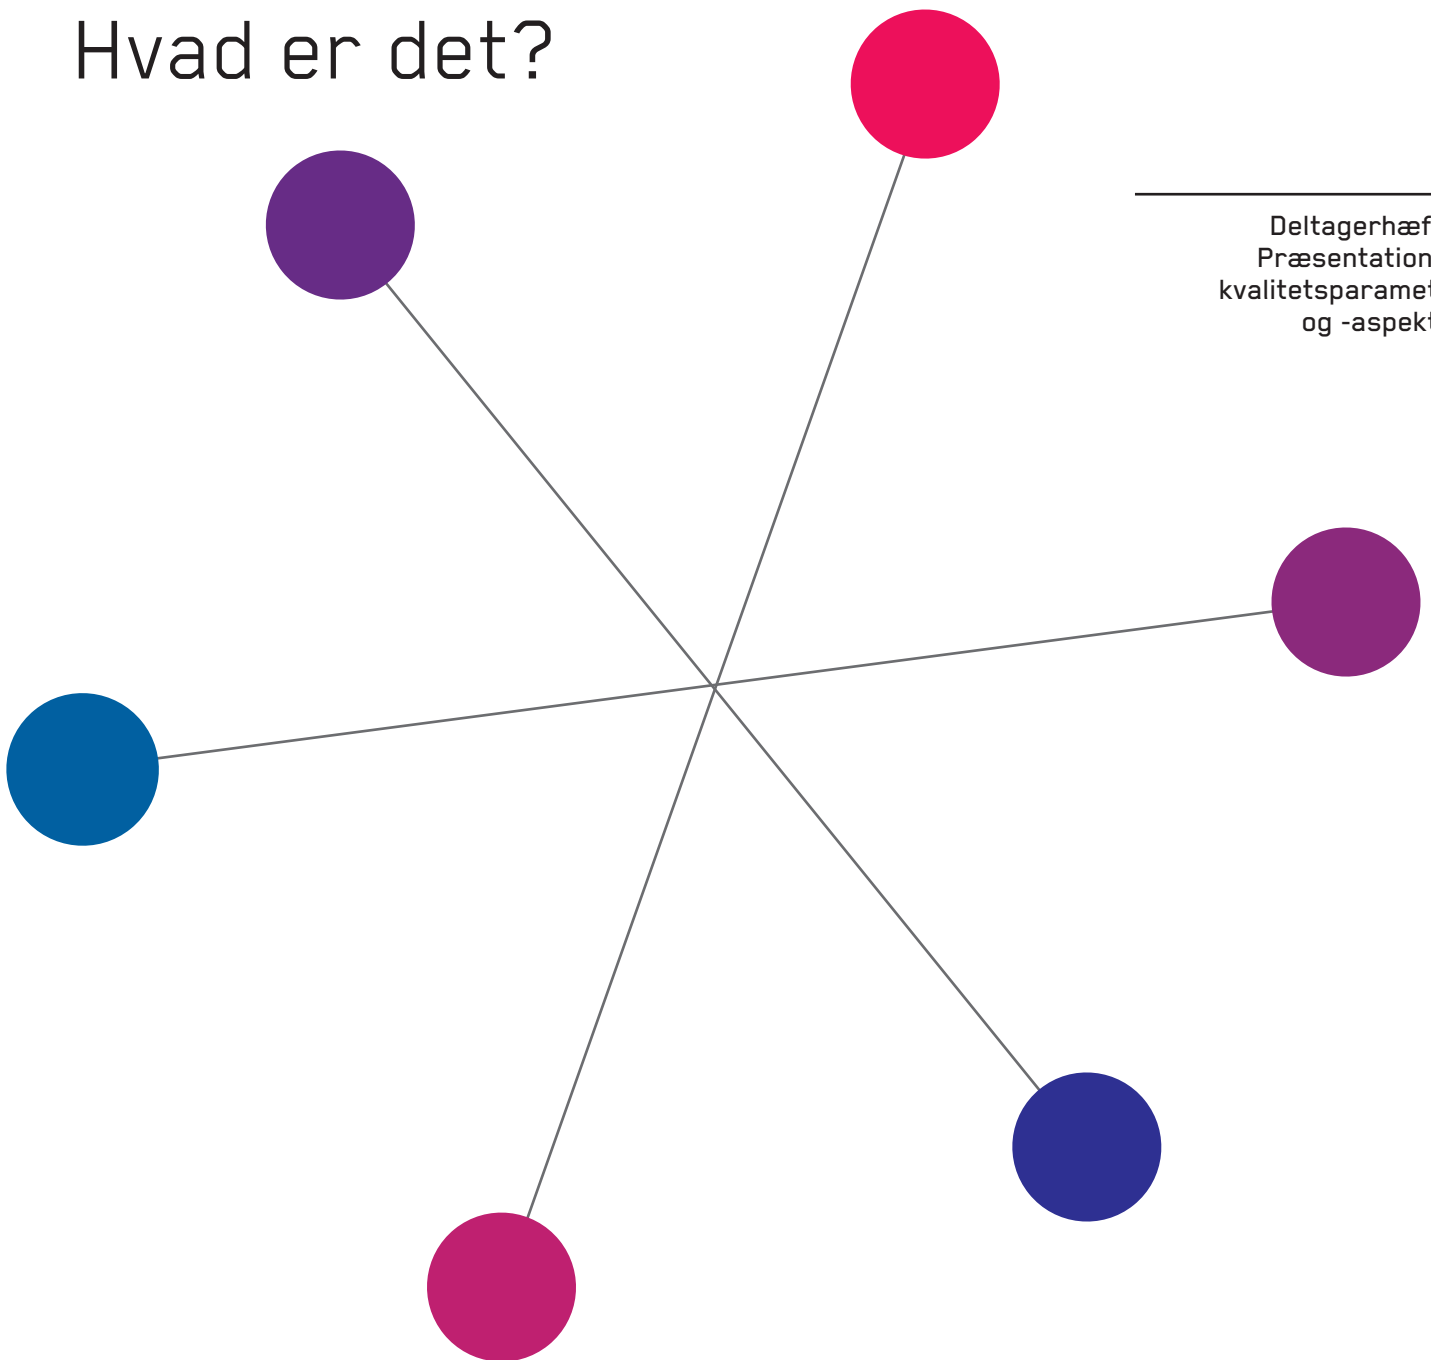 Hvad er det?
Deltagerhæf
Præsentation
kvalitetsparamet
og -aspekt